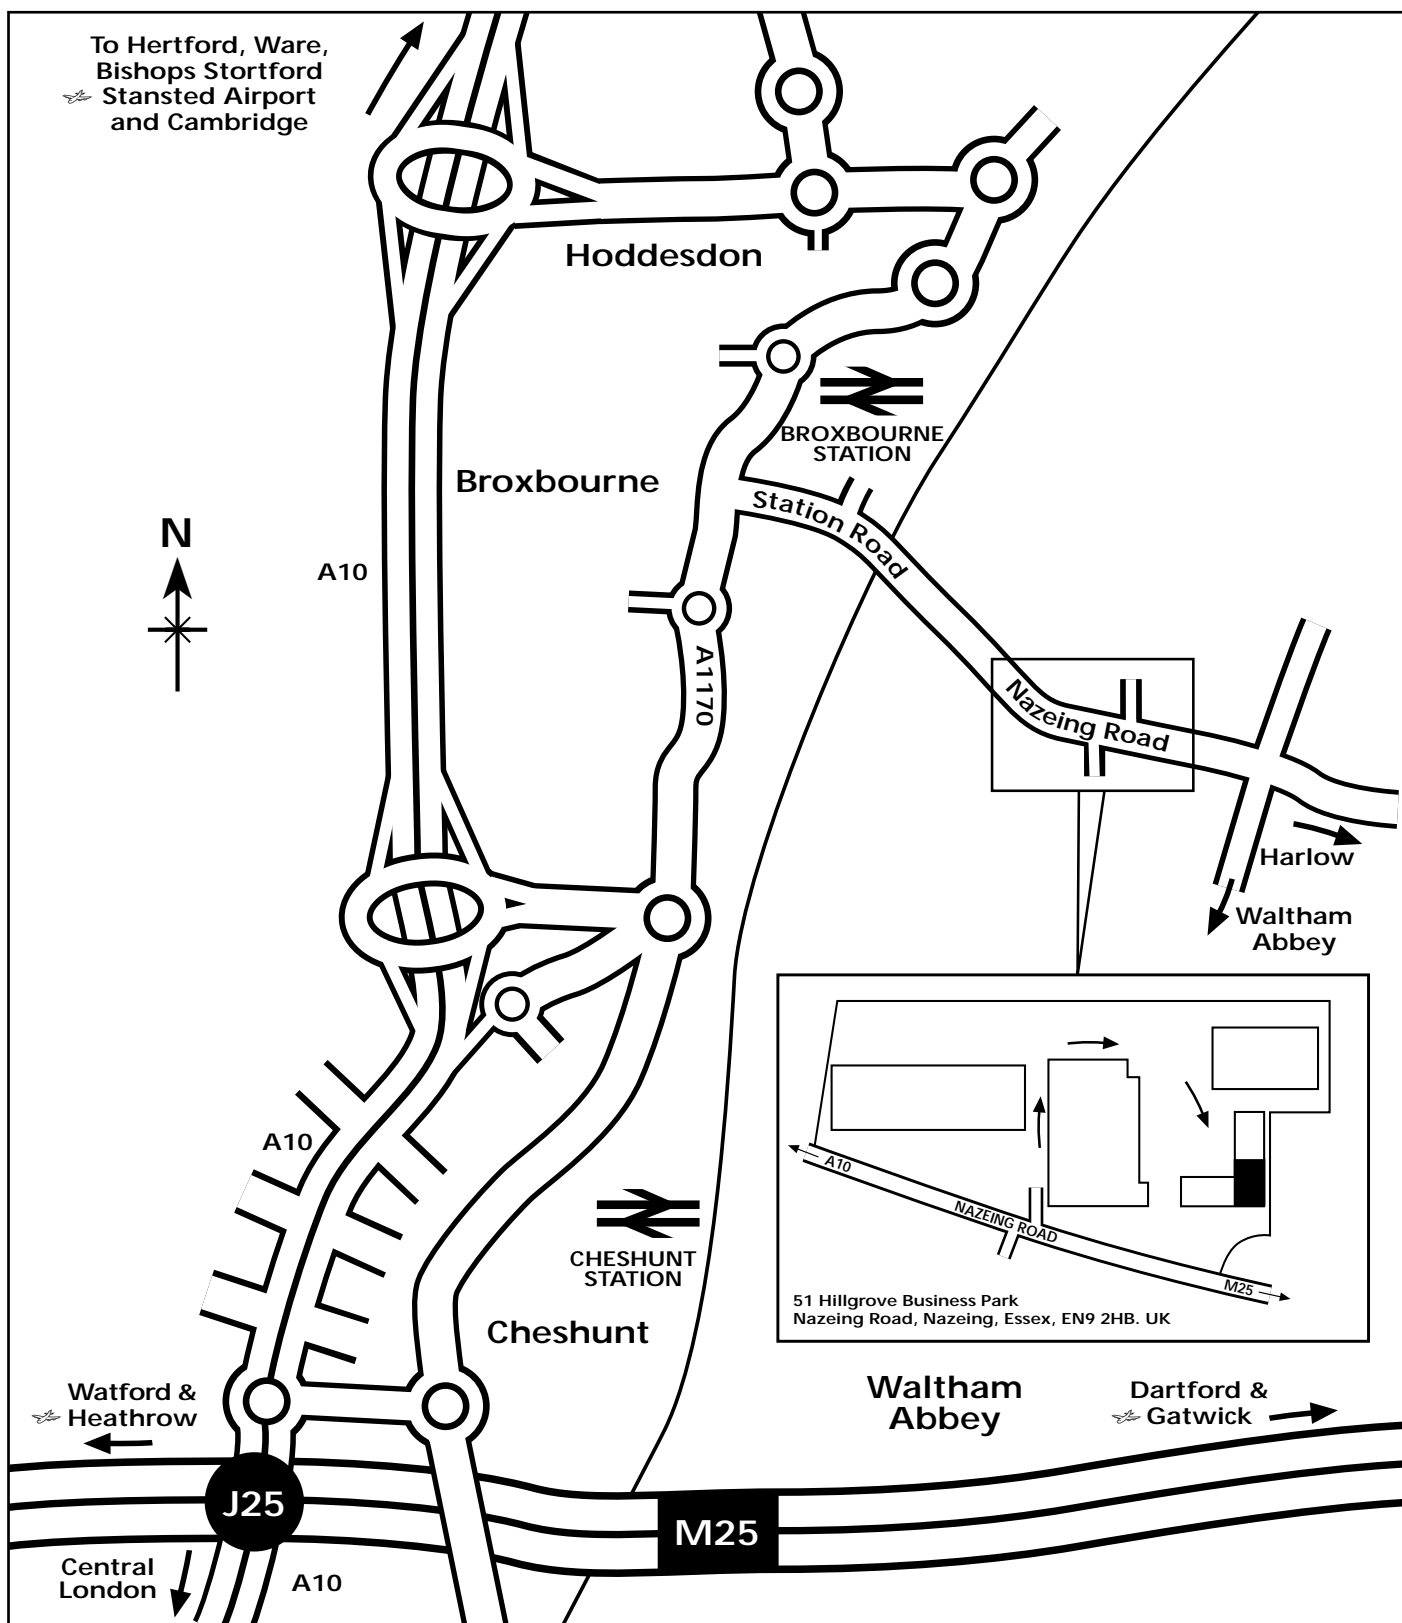 To Hertford, Ware,
Bishops Stortford
Stansted Airport
and Cambridge
Hoddesdon
BROXBOURNE
STATION
Broxbourne
Station Road
N
A10
A1170
Nazeing Road
Harlow
Waltham
Abbey
A10
A10
NAZEING ROAD
M25
51 Hillgrove Business Park
Nazeing Road, Nazeing, Essex, EN9 2HB. UK
CHESHUNT
STATION
Cheshunt
Watford &
Heathrow
Waltham
Abbey
Dartford &
Gatwick
J25
M25
Central
London
A10